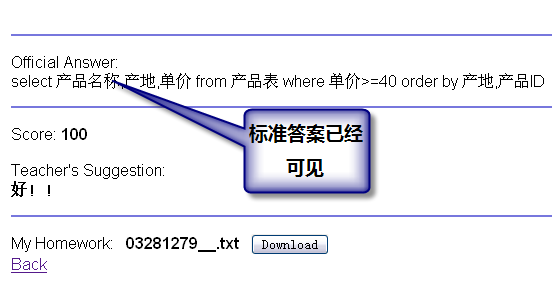 Official Answer:
select 产品名称,产地,单价 from 产品表 where 单价>=40 order by 产地,产品ID
标准答案已经
可见
Score: 100
Teacher's Suggestion:
好！！
My Homework: 03281279__.txt Download
Back